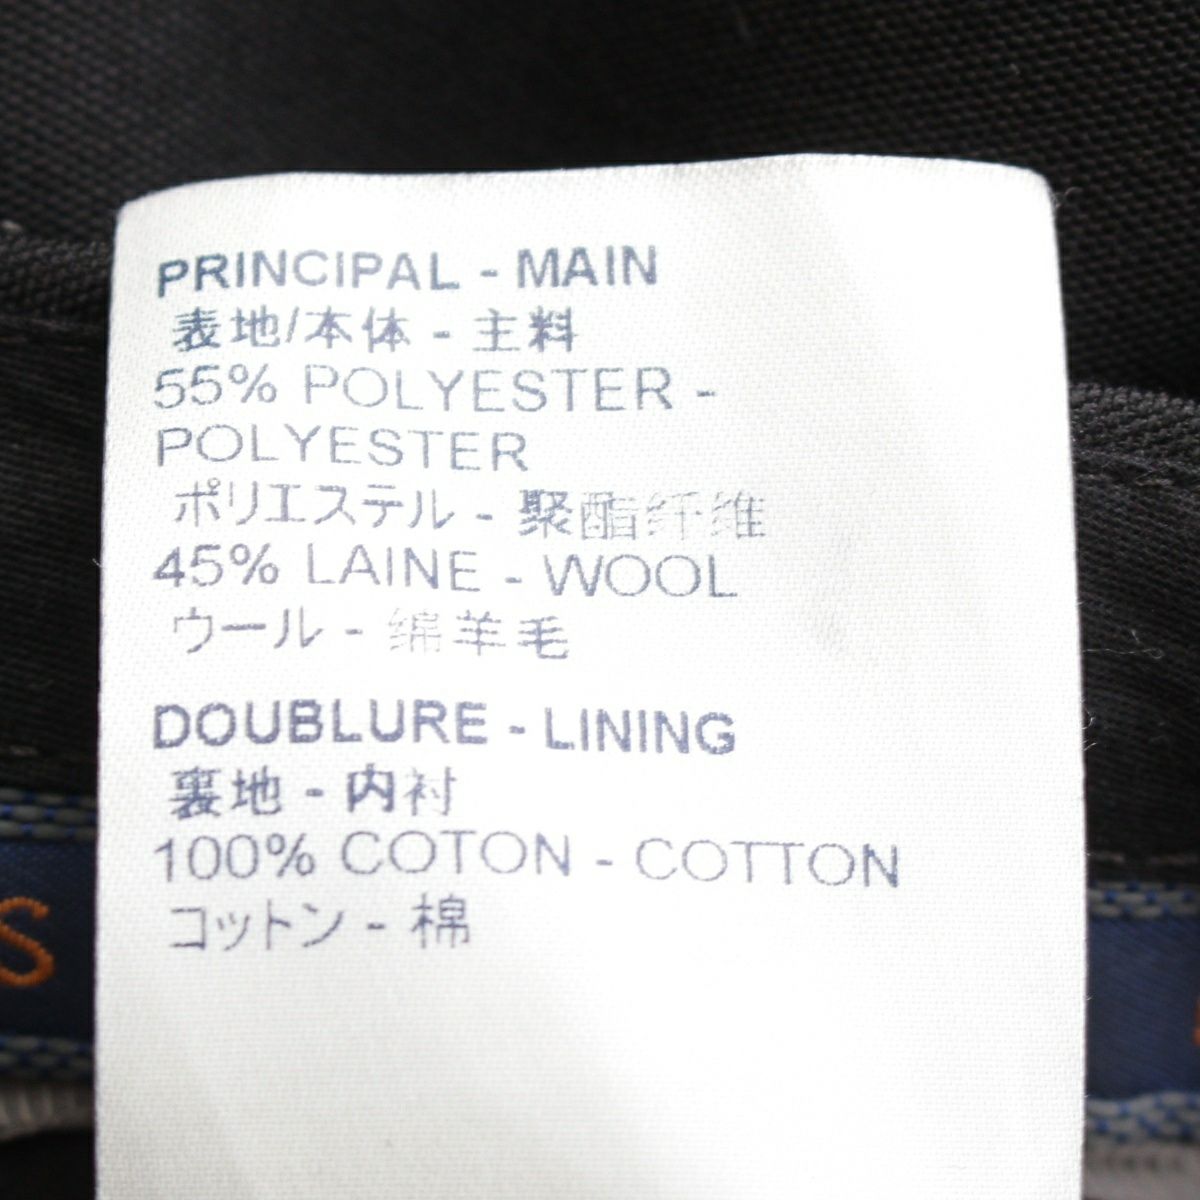 PRINCIPAL - MAIN
表地/本体 - 主料
55% POLYESTER -
POLYESTER
ポリエステル - 聚酯纤维
45% LAINE - WOOL
ウール - 绵羊毛
DOUBLURE - LINING
裏地 - 内衬
100% COTON - COTTON
コットン - 棉
S